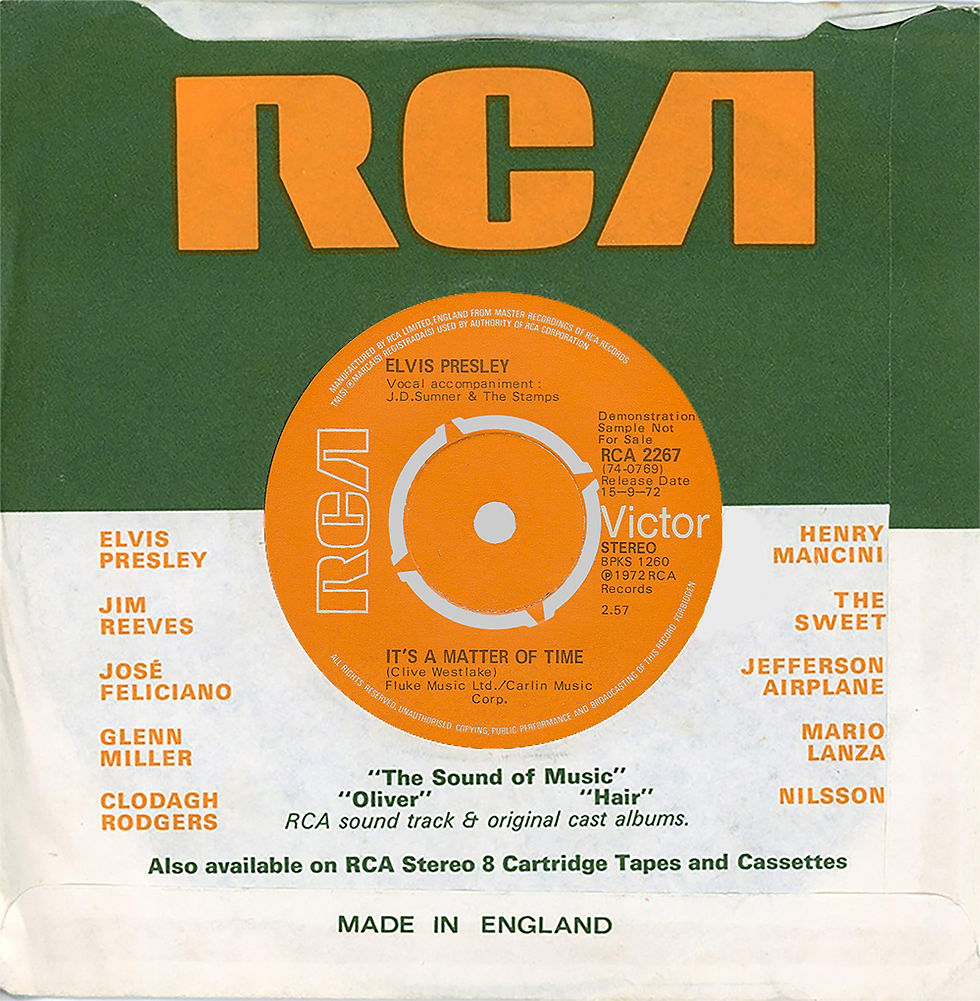 RCA
MANUFACTURED BY RCA LIMITED, ENGLAND FROM MASTER RECORDINGS OF RCA RECORDS
TM(S) ®MARCA(S) REGISTRADA(S) USED BY AUTHORITY OF RCA CORPORATION
ELVIS PRESLEY
Vocal accompaniment :
J.D.Sumner & The Stamps
Demonstration
Sample Not
For Sale
RCA 2267
(74-0769)
Release Date
15-9-72
RCA
Victor
STEREO
BPKS 1260
℗1972 RCA
Records
2.57
IT'S A MATTER OF TIME
(Clive Westlake)
Fluke Music Ltd./Carlin Music
Corp.
ALL RIGHTS RESERVED, UNAUTHORISED COPYING, PUBLIC PERFORMANCE AND BROADCASTING OF THIS RECORD FORBIDDEN
ELVIS
PRESLEY
JIM
REEVES
JOSÉ
FELICIANO
GLENN
MILLER
CLODAGH
RODGERS
HENRY
MANCINI
THE
SWEET
JEFFERSON
AIRPLANE
MARIO
LANZA
NILSSON
"The Sound of Music"
"Oliver" "Hair"
RCA sound track & original cast albums.
Also available on RCA Stereo 8 Cartridge Tapes and Cassettes
MADE IN ENGLAND